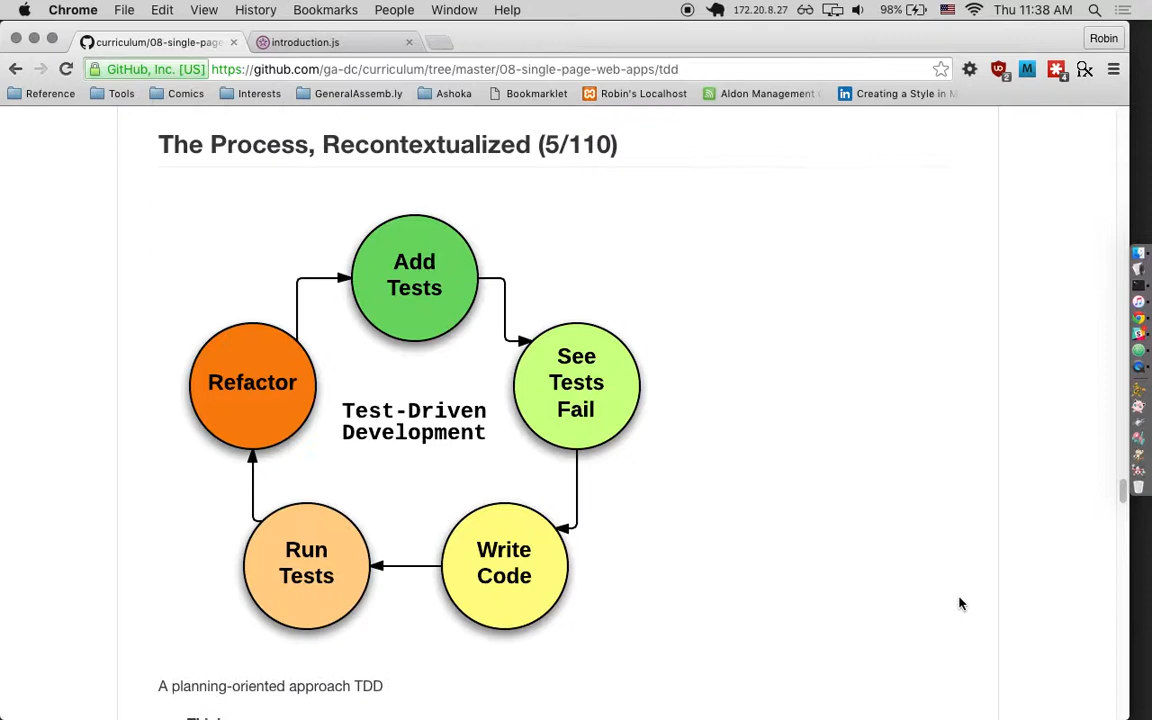 Chrome File Edit View History Bookmarks People Window Help 172.20.8.27 98% Thu 11:38 AM
curriculum/08-single-page introduction.js Robin
GitHub, Inc. [US] https://github.com/ga-dc/curriculum/tree/master/08-single-page-web-apps/tdd
Reference Tools Comics Interests GeneralAssemb.ly Ashoka Bookmarklet Robin's Localhost Aldon Management Creating a Style in
The Process, Recontextualized (5/110)
Add
Tests
See
Tests
Fail
Refactor
Test-Driven
Development
Run
Tests
Write
Code
A planning-oriented approach TDD